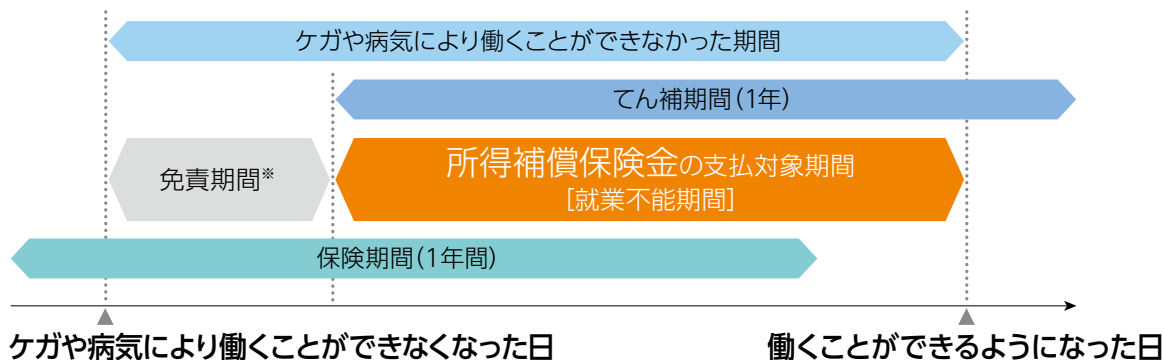 ケガや病気により働くことができなかった期間
てん補期間(1年)
免責期間※
所得補償保険金の支払対象期間
[就業不能期間]
保険期間(1年間)
ケガや病気により働くことができなくなった日
働くことができるようになった日